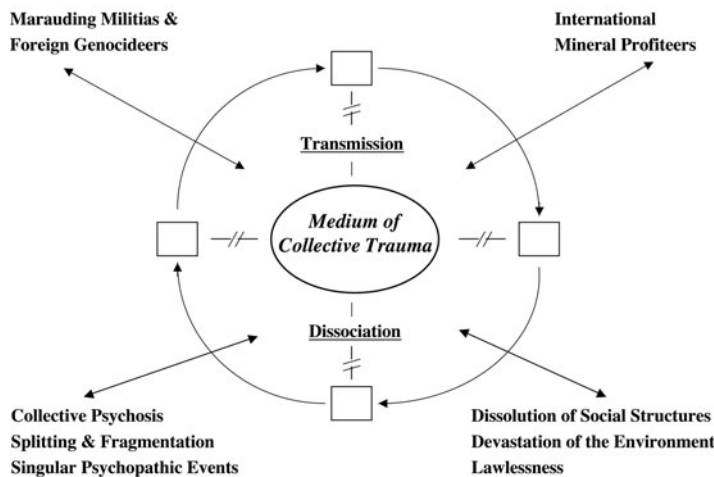 Marauding Militias &
Foreign Genocideers
International
Mineral Profiteers
Transmission
Medium of
Collective Trauma
Dissociation
Collective Psychosis
Splitting & Fragmentation
Singular Psychopathic Events
Dissolution of Social Structures
Devastation of the Environment
Lawlessness